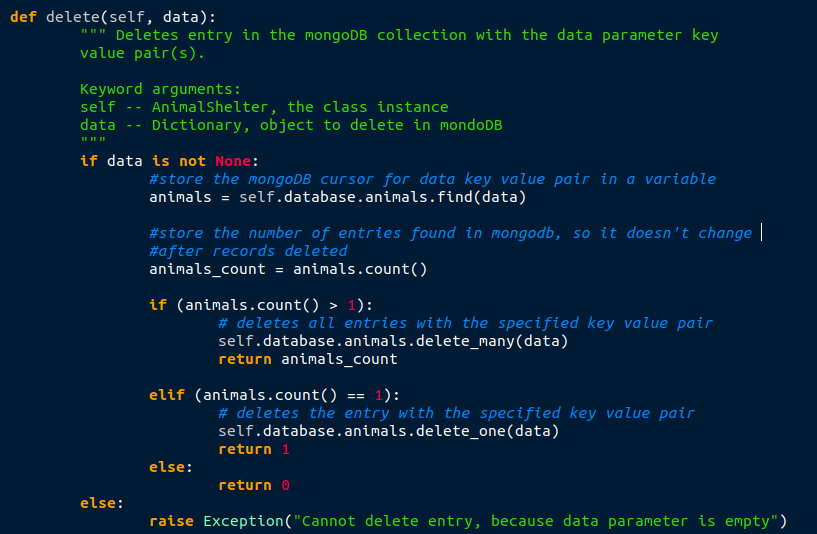 def delete(self, data):
""" Deletes entry in the mongoDB collection with the data parameter key
value pair(s).
Keyword arguments:
self -- AnimalShelter, the class instance
data -- Dictionary, object to delete in mondoDB
"""
if data is not None:
#store the mongoDB cursor for data key value pair in a variable
animals = self.database.animals.find(data)
#store the number of entries found in mongodb, so it doesn't change
#after records deleted
animals_count = animals.count()
if (animals.count() > 1):
# deletes all entries with the specified key value pair
self.database.animals.delete_many(data)
return animals_count
elif (animals.count() == 1):
# deletes the entry with the specified key value pair
self.database.animals.delete_one(data)
return 1
else:
return 0
else:
raise Exception("Cannot delete entry, because data parameter is empty")